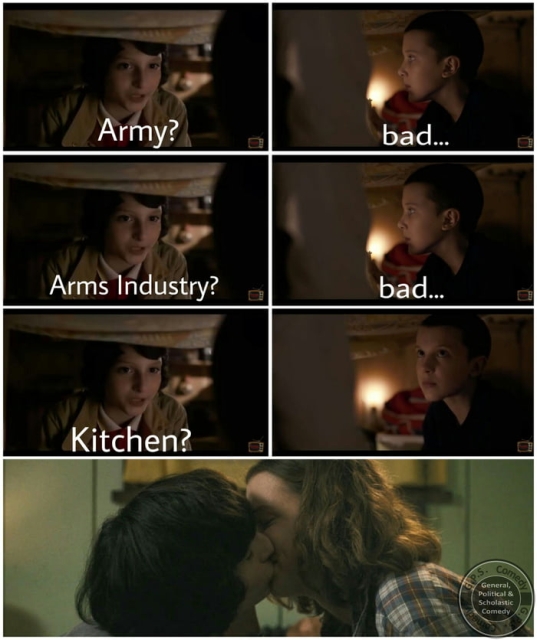 Army?
bad...
Arms Industry?
bad...
Kitchen?
General,
Political &
Scholastic
Comedy